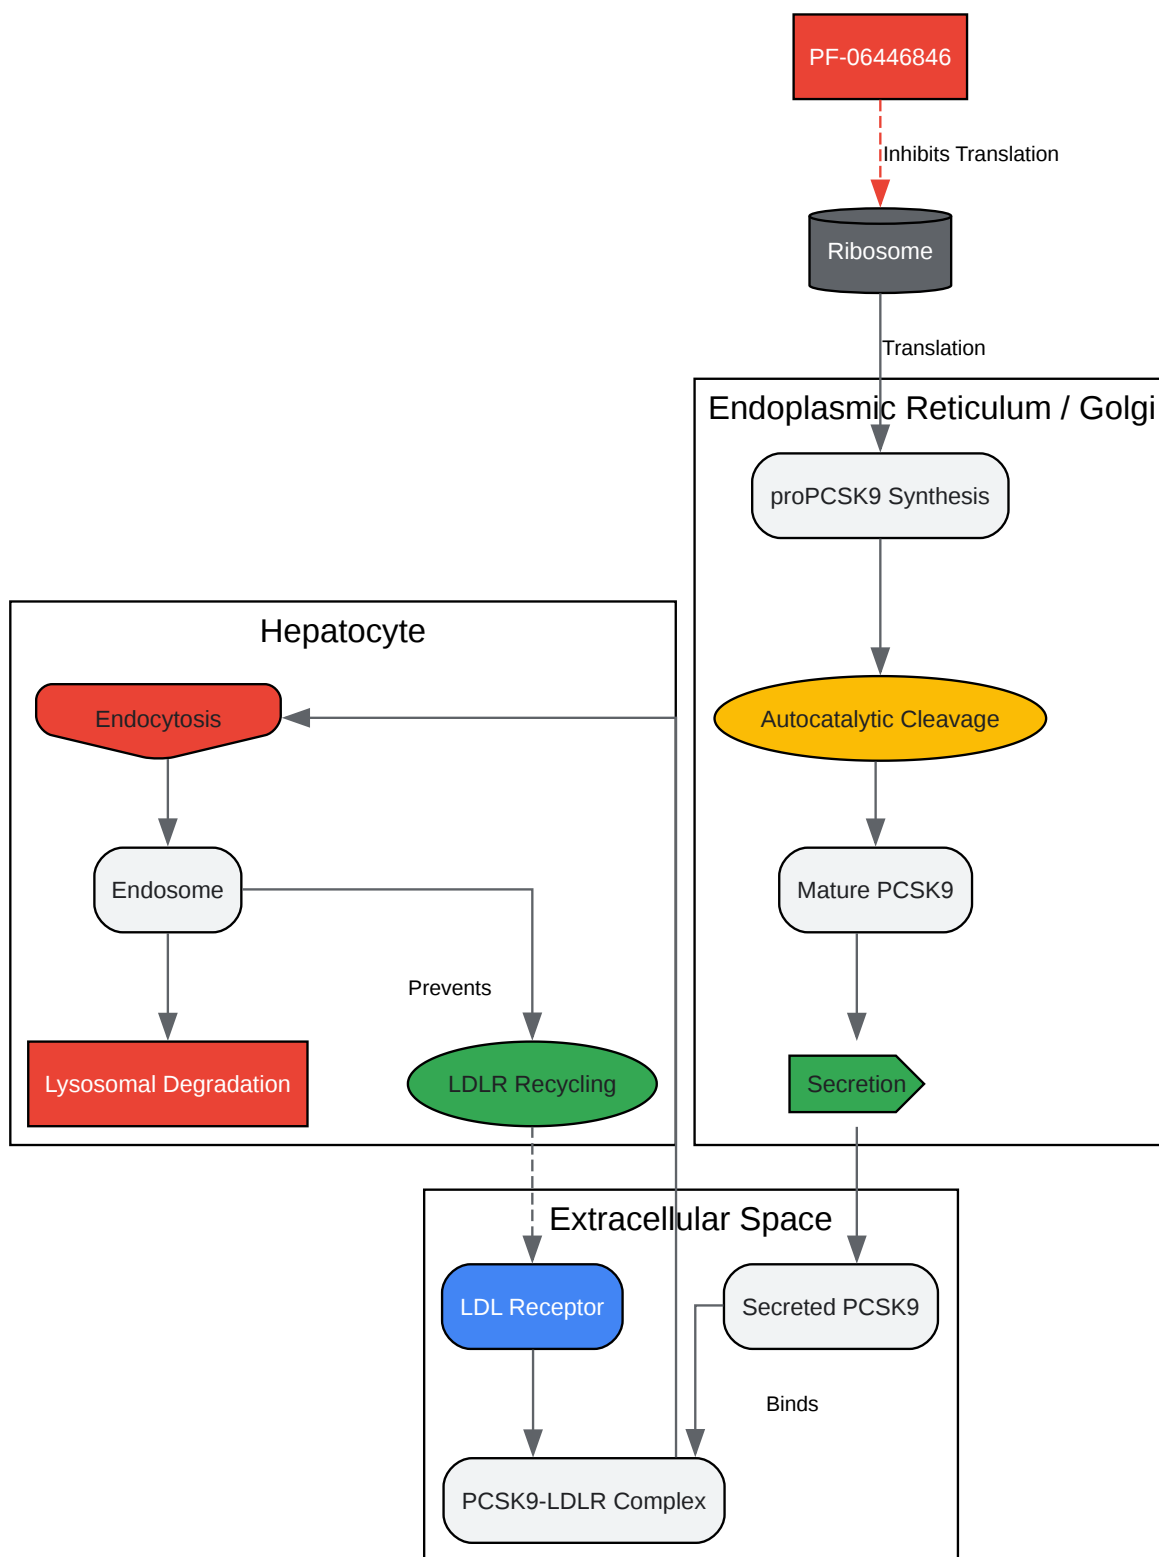 PF-06446846
Inhibits Translation
Ribosome
Translation
Endoplasmic Reticulum / Golgi
proPCSK9 Synthesis
Hepatocyte
Endocytosis
Autocatalytic Cleavage
Endosome
Mature PCSK9
Prevents
Lysosomal Degradation
LDLR Recycling
Secretion
Extracellular Space
LDL Receptor
Secreted PCSK9
Binds
PCSK9-LDLR Complex